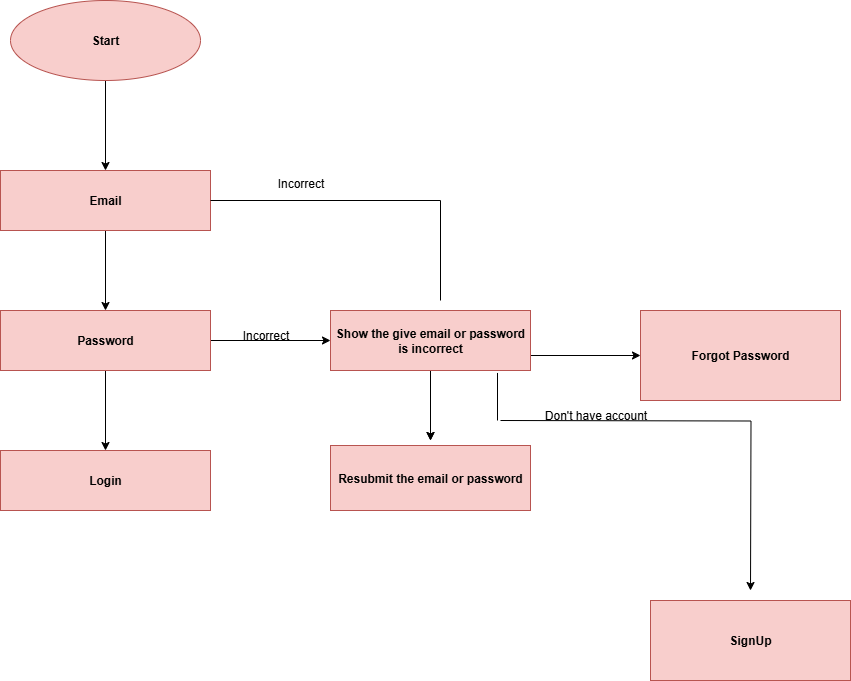 Start
Incorrect
Email
Incorrect
Password
Show the give email or password
is incorrect
Forgot Password
Don't have account
Login
Resubmit the email or password
SignUp